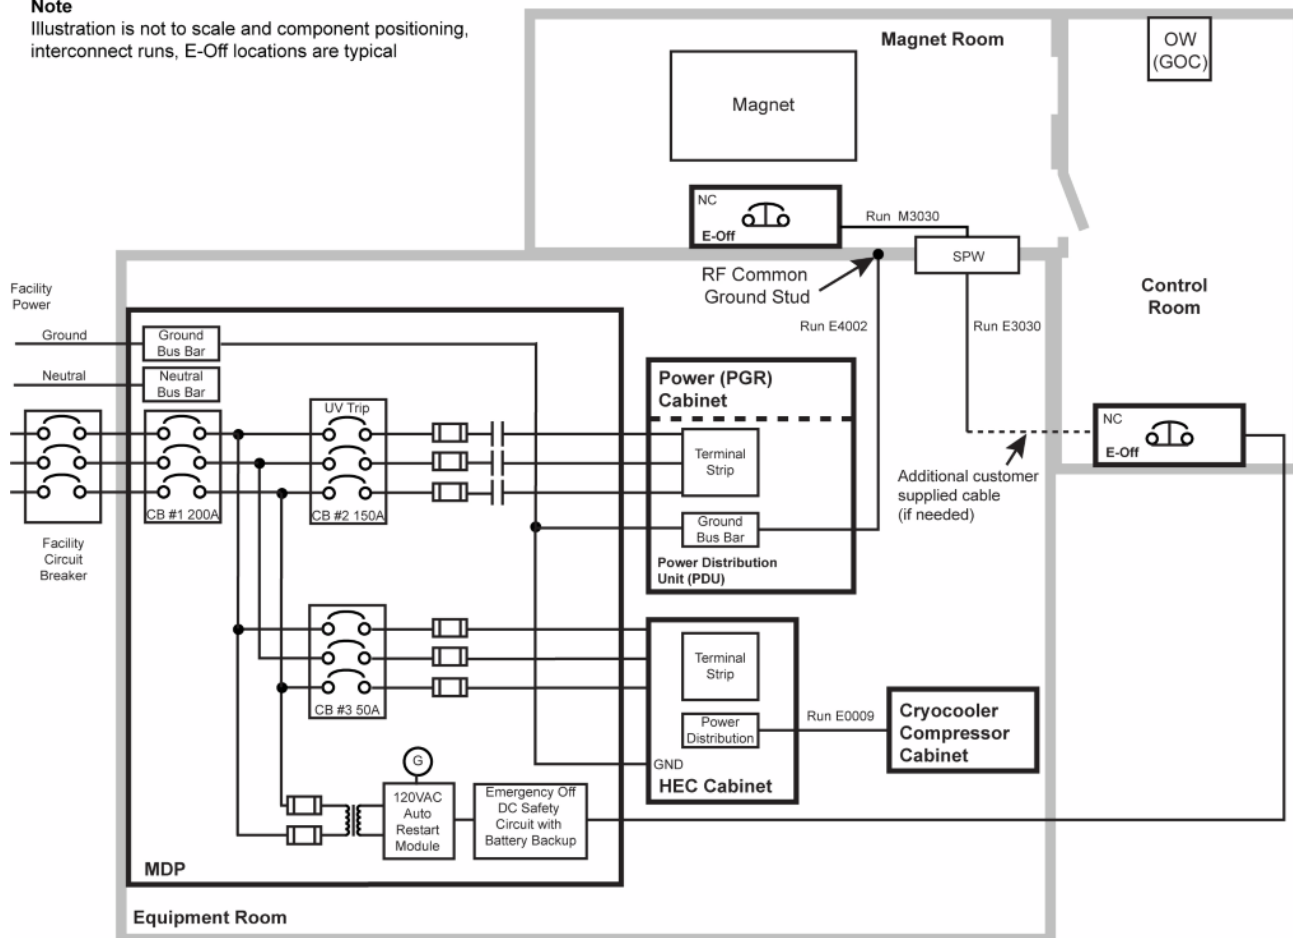 Note
Illustration is not to scale and component positioning,
interconnect runs, E-Off locations are typical
Magnet Room
OW
(GOC)
Magnet
NC
E-Off
Run M3030
SPW
RF Common
Ground Stud
Control
Room
Facility
Power
Ground
Ground
Bus Bar
Run E4002
Run E3030
Neutral
Neutral
Bus Bar
Power (PGR)
Cabinet
UV Trip
NC
E-Off
Terminal
Strip
Additional customer
supplied cable
(if needed)
CB #1 200A
CB #2 150A
Ground
Bus Bar
Facility
Circuit
Breaker
Power Distribution
Unit (PDU)
Terminal
Strip
CB #3 50A
Power
Distribution
Run E0009
Cryocooler
Compressor
Cabinet
GND
HEC Cabinet
G
120VAC
Auto
Restart
Module
Emergency Off
DC Safety
Circuit with
Battery Backup
MDP
Equipment Room